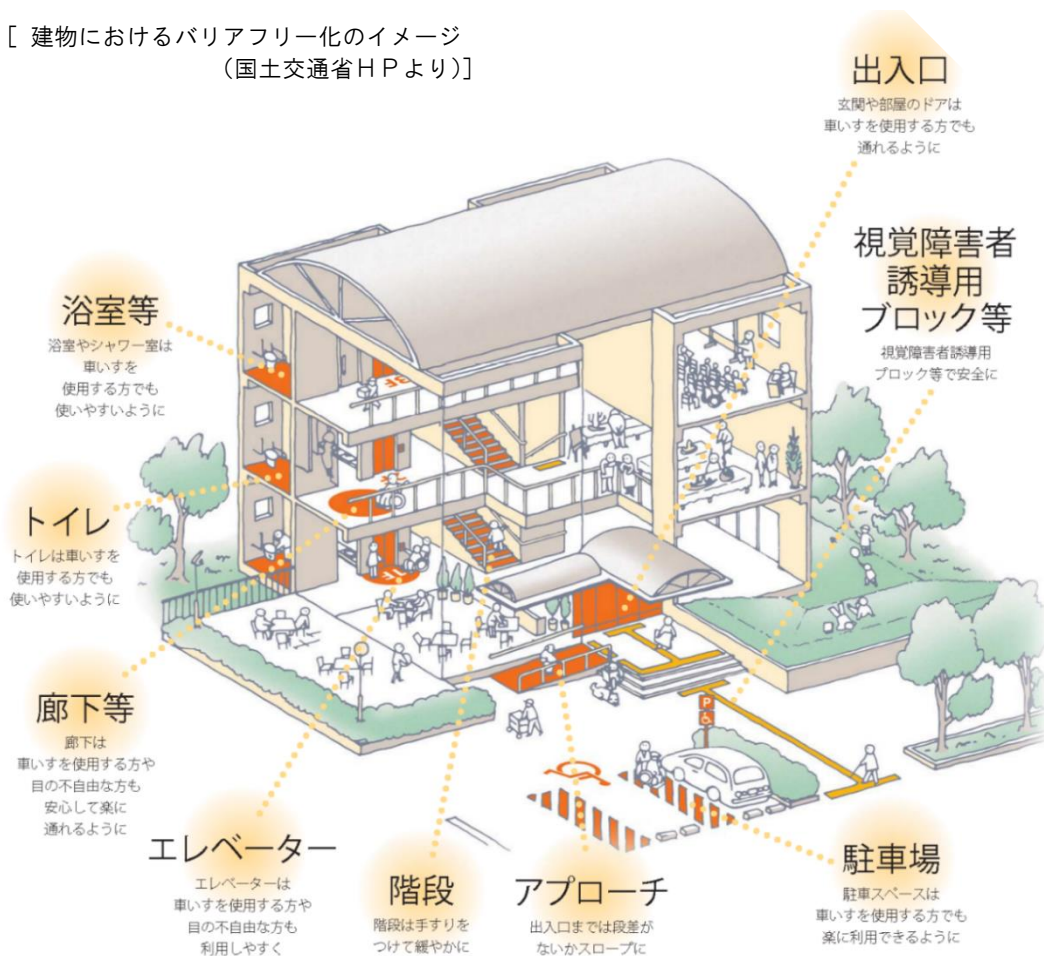 [ 建物におけるバリアフリー化のイメージ
（国土交通省ＨＰより）]
出入口
玄関や部屋のドアは
車いすを使用する方でも
通れるように
視覚障害者
誘導用
ブロック等
視覚障害者誘導用
ブロック等で安全に
浴室等
浴室やシャワー室は
車いすを
使用する方でも
使いやすいように
トイレ
トイレは車いすを
使用する方でも
使いやすいように
廊下等
廊下は
車いすを使用する方や
目の不自由な方も
安心して楽に
通れるように
エレベーター
エレベーターは
車いすを使用する方や
目の不自由な方も
利用しやすく
階段
階段は手すりを
つけて緩やかに
アプローチ
出入口までは段差が
ないかスロープに
駐車場
駐車スペースは
車いすを使用する方でも
楽に利用できるように
3F
P